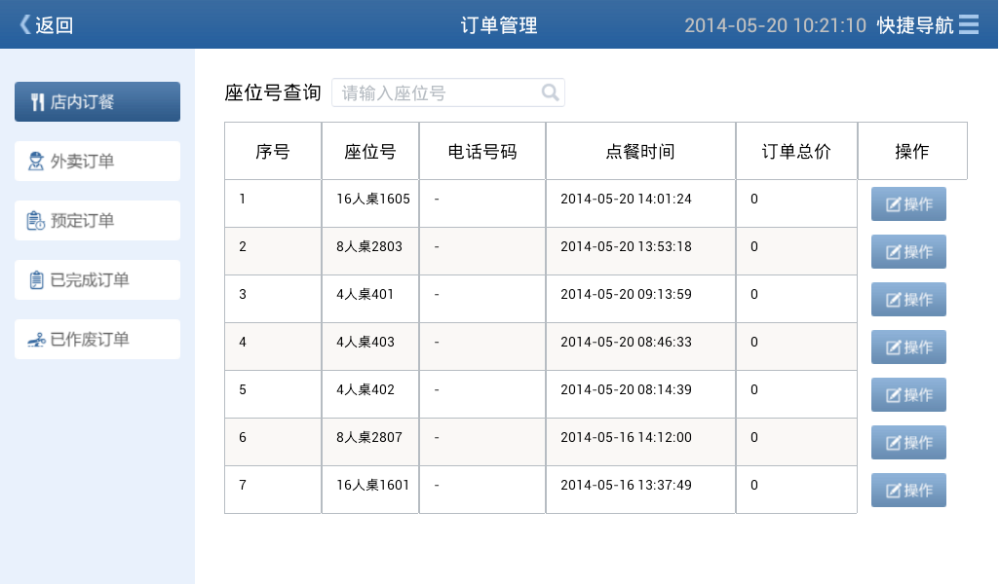 返回 订单管理 2014-05-20 10:21:10 快捷导航
店内订餐
外卖订单
预定订单
已完成订单
已作废订单
座位号查询 请输入座位号
序号 座位号 电话号码 点餐时间 订单总价 操作
1 16人桌1605 - 2014-05-20 14:01:24 0 操作
2 8人桌2803 - 2014-05-20 13:53:18 0 操作
3 4人桌401 - 2014-05-20 09:13:59 0 操作
4 4人桌403 - 2014-05-20 08:46:33 0 操作
5 4人桌402 - 2014-05-20 08:14:39 0 操作
6 8人桌2807 - 2014-05-16 14:12:00 0 操作
7 16人桌1601 - 2014-05-16 13:37:49 0 操作